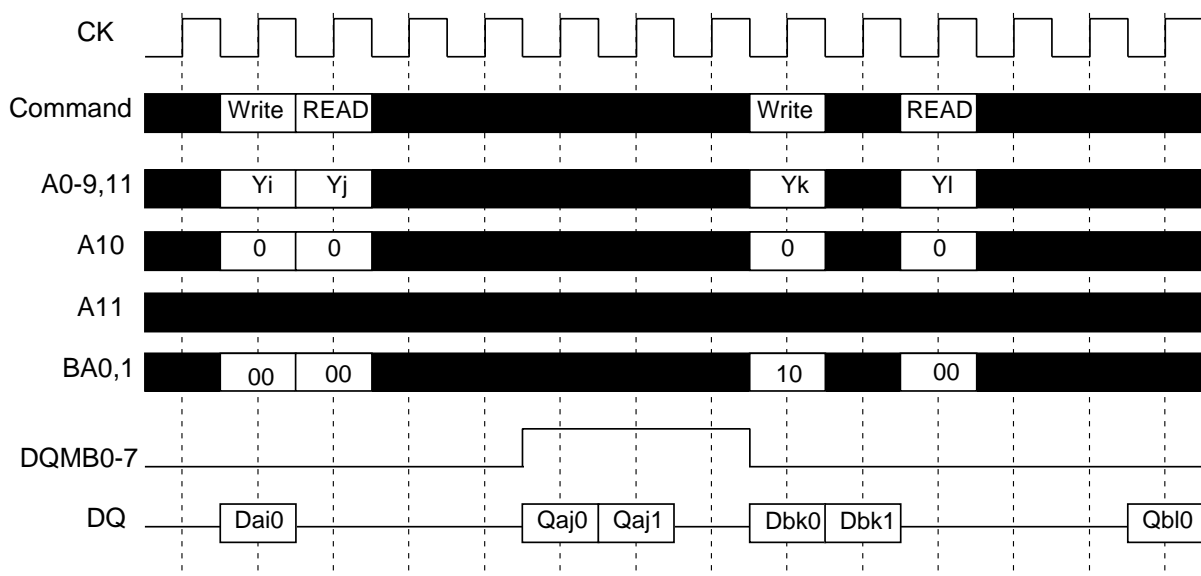 CK
Command Write READ Write READ
A0-9,11 Yi Yj Yk Yl
A10 0 0 0 0
A11
BA0,1 00 00 10 00
DQMB0-7
DQ Dai0 Qaj0 Qaj1 Dbk0 Dbk1 Qbl0